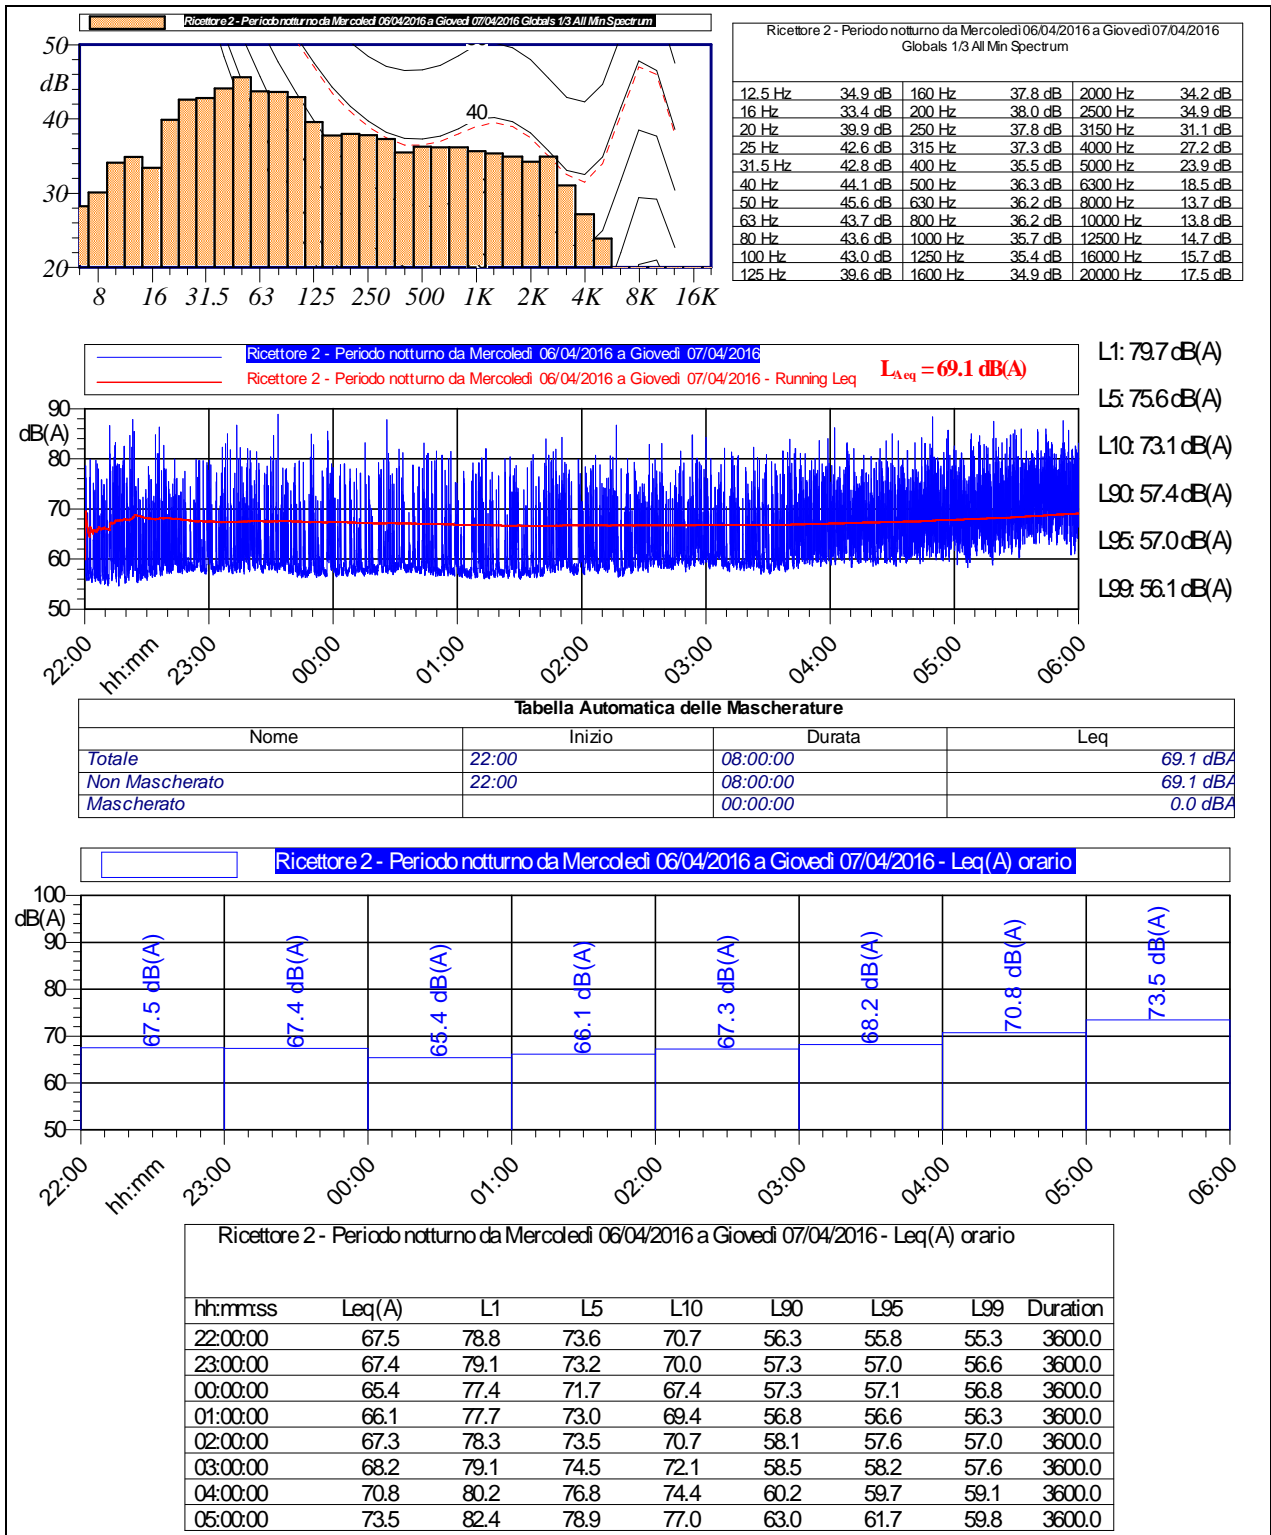 Ricettore 2 - Periodo notturno da Mercoledì 06/04/2016 a Giovedì 07/04/2016 Globals 1/3 All Min Spectrum
50
dB
40
30
20
40
8 16 31.5 63 125 250 500 1K 2K 4K 8K 16K
Ricettore 2 - Periodo notturno da Mercoledì 06/04/2016 a Giovedì 07/04/2016
Globals 1/3 All Min Spectrum
12.5 Hz 34.9 dB 160 Hz 37.8 dB 2000 Hz 34.2 dB
16 Hz 33.4 dB 200 Hz 38.0 dB 2500 Hz 34.9 dB
20 Hz 39.9 dB 250 Hz 37.8 dB 3150 Hz 31.1 dB
25 Hz 42.6 dB 315 Hz 37.3 dB 4000 Hz 27.2 dB
31.5 Hz 42.8 dB 400 Hz 35.5 dB 5000 Hz 23.9 dB
40 Hz 44.1 dB 500 Hz 36.3 dB 6300 Hz 18.5 dB
50 Hz 45.6 dB 630 Hz 36.2 dB 8000 Hz 13.7 dB
63 Hz 43.7 dB 800 Hz 36.2 dB 10000 Hz 13.8 dB
80 Hz 43.6 dB 1000 Hz 35.7 dB 12500 Hz 14.7 dB
100 Hz 43.0 dB 1250 Hz 35.4 dB 16000 Hz 15.7 dB
125 Hz 39.6 dB 1600 Hz 34.9 dB 20000 Hz 17.5 dB
Ricettore 2 - Periodo notturno da Mercoledì 06/04/2016 a Giovedì 07/04/2016
Ricettore 2 - Periodo notturno da Mercoledì 06/04/2016 a Giovedì 07/04/2016 - Running Leq
LAeq = 69.1 dB(A)
90
dB(A)
80
70
60
50
22:00 hh:mm 23:00 00:00 01:00 02:00 03:00 04:00 05:00 06:00
L1: 79.7 dB(A)
L5: 75.6 dB(A)
L10: 73.1 dB(A)
L90: 57.4 dB(A)
L95: 57.0 dB(A)
L99: 56.1 dB(A)
Tabella Automatica delle Mascherature
Nome Inizio Durata Leq
Totale 22:00 08:00:00 69.1 dBA
Non Mascherato 22:00 08:00:00 69.1 dBA
Mascherato 00:00:00 0.0 dBA
Ricettore 2 - Periodo notturno da Mercoledì 06/04/2016 a Giovedì 07/04/2016 - Leq(A) orario
100
dB(A)
90
80
70
60
50
67.5 dB(A) 67.4 dB(A) 65.4 dB(A) 66.1 dB(A) 67.3 dB(A) 68.2 dB(A) 70.8 dB(A) 73.5 dB(A)
22:00 hh:mm 23:00 00:00 01:00 02:00 03:00 04:00 05:00 06:00
Ricettore 2 - Periodo notturno da Mercoledì 06/04/2016 a Giovedì 07/04/2016 - Leq(A) orario
hh:mm:ss Leq(A) L1 L5 L10 L90 L95 L99 Duration
22:00:00 67.5 78.8 73.6 70.7 56.3 55.8 55.3 3600.0
23:00:00 67.4 79.1 73.2 70.0 57.3 57.0 56.6 3600.0
00:00:00 65.4 77.4 71.7 67.4 57.3 57.1 56.8 3600.0
01:00:00 66.1 77.7 73.0 69.4 56.8 56.6 56.3 3600.0
02:00:00 67.3 78.3 73.5 70.7 58.1 57.6 57.0 3600.0
03:00:00 68.2 79.1 74.5 72.1 58.5 58.2 57.6 3600.0
04:00:00 70.8 80.2 76.8 74.4 60.2 59.7 59.1 3600.0
05:00:00 73.5 82.4 78.9 77.0 63.0 61.7 59.8 3600.0